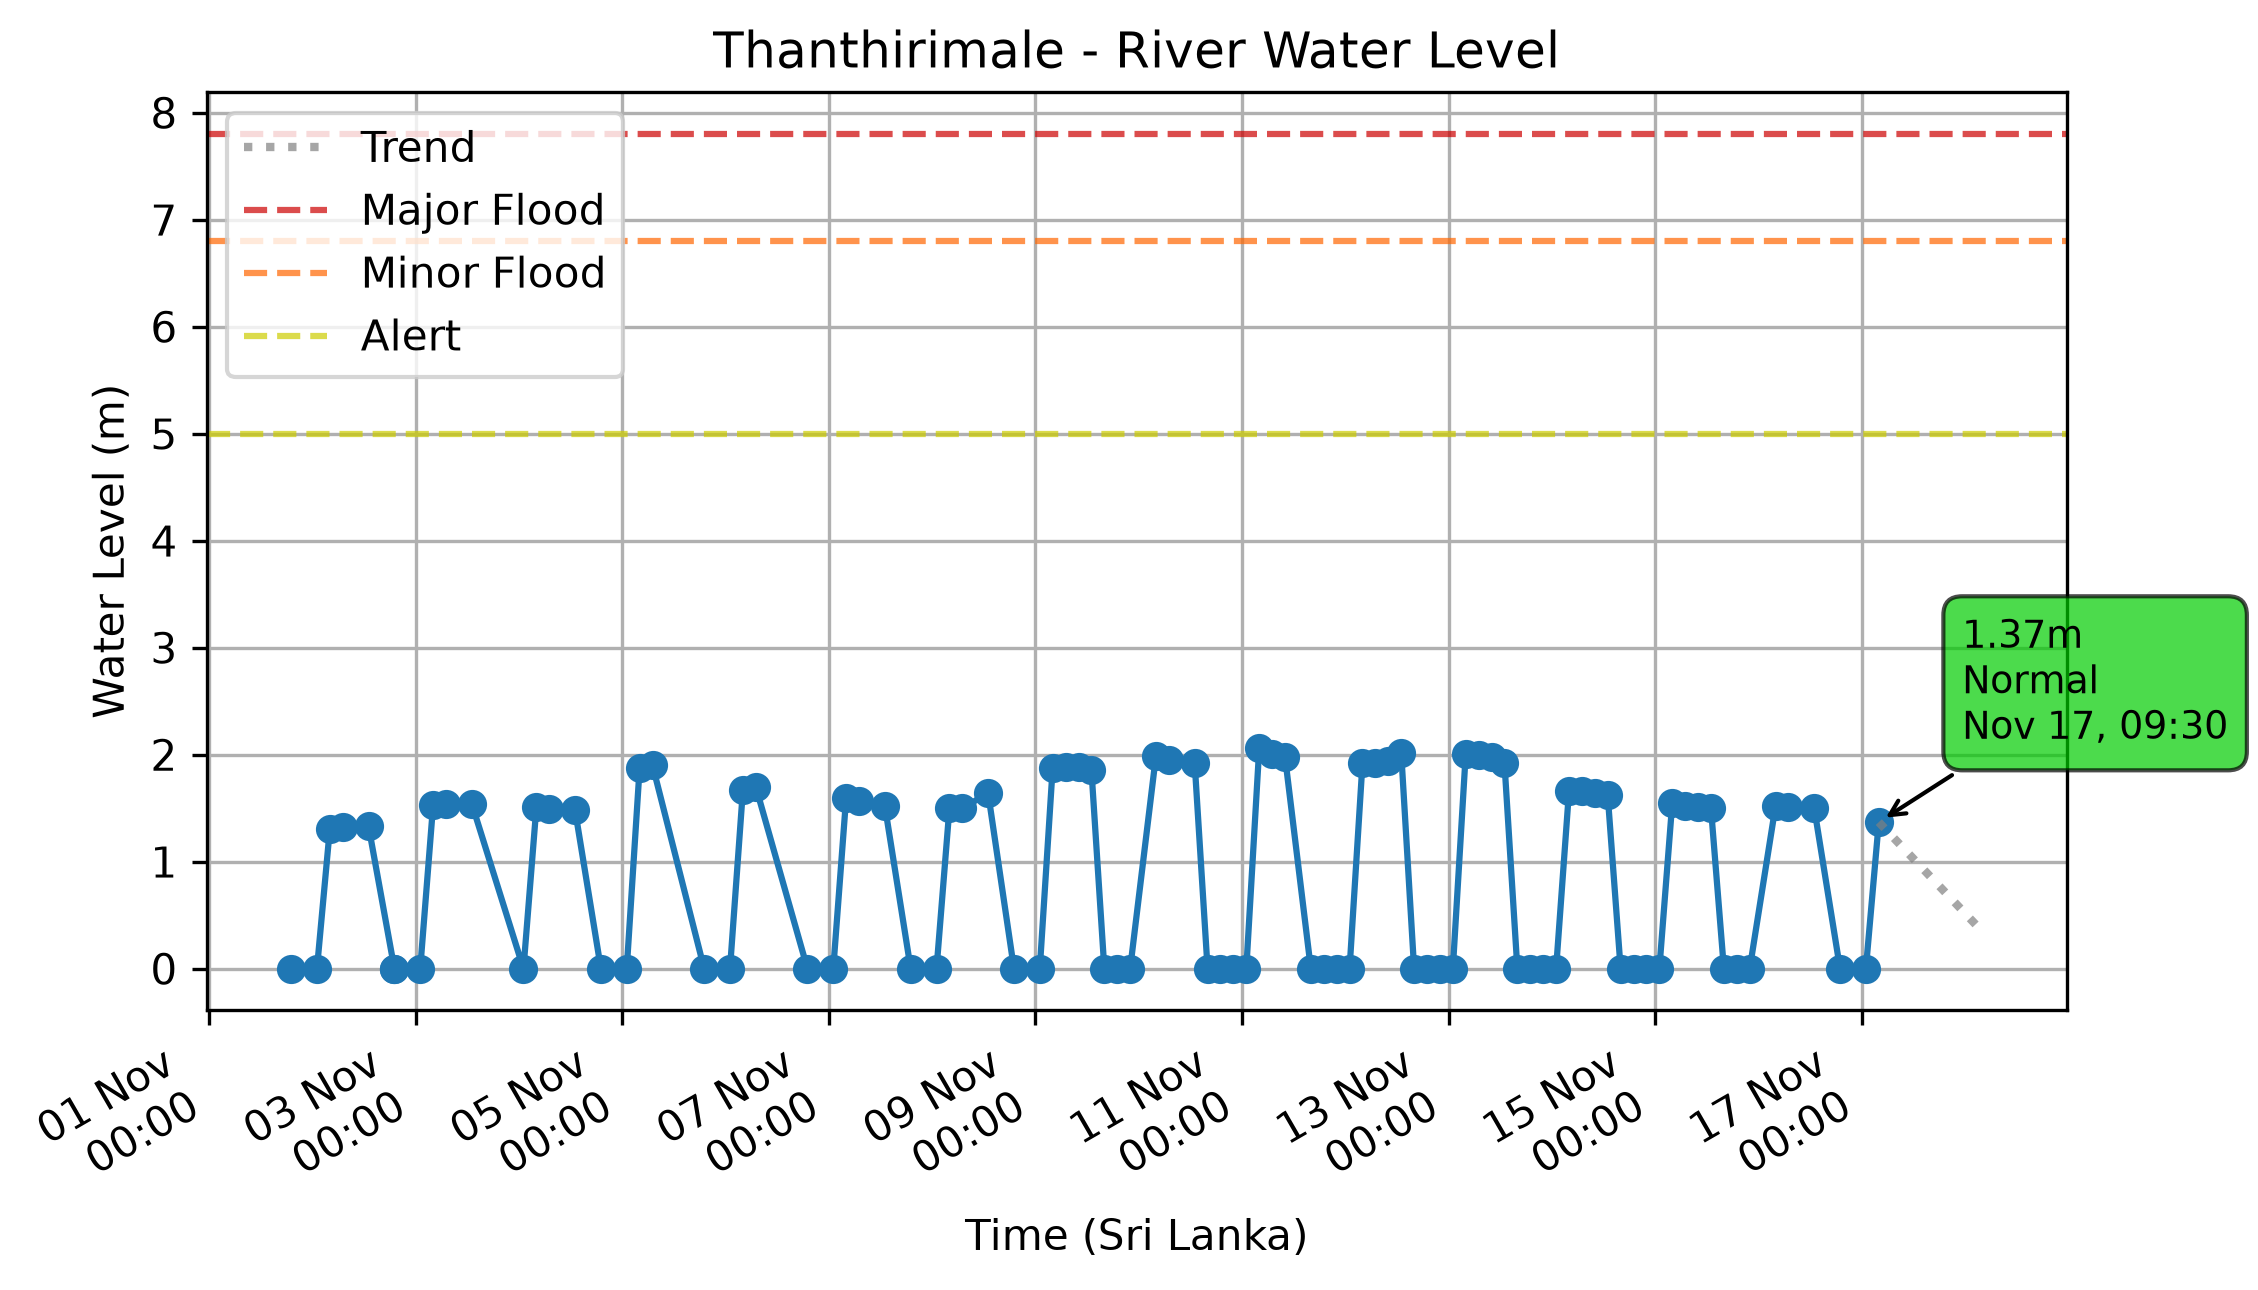 Thanthirimale - River Water Level
8
7
6
5
4
3
2
1
0
Water Level (m)
Trend
Major Flood
Minor Flood
Alert
1.37m
Normal
Nov 17, 09:30
01 Nov
00:00
03 Nov
00:00
05 Nov
00:00
07 Nov
00:00
09 Nov
00:00
11 Nov
00:00
13 Nov
00:00
15 Nov
00:00
17 Nov
00:00
Time (Sri Lanka)